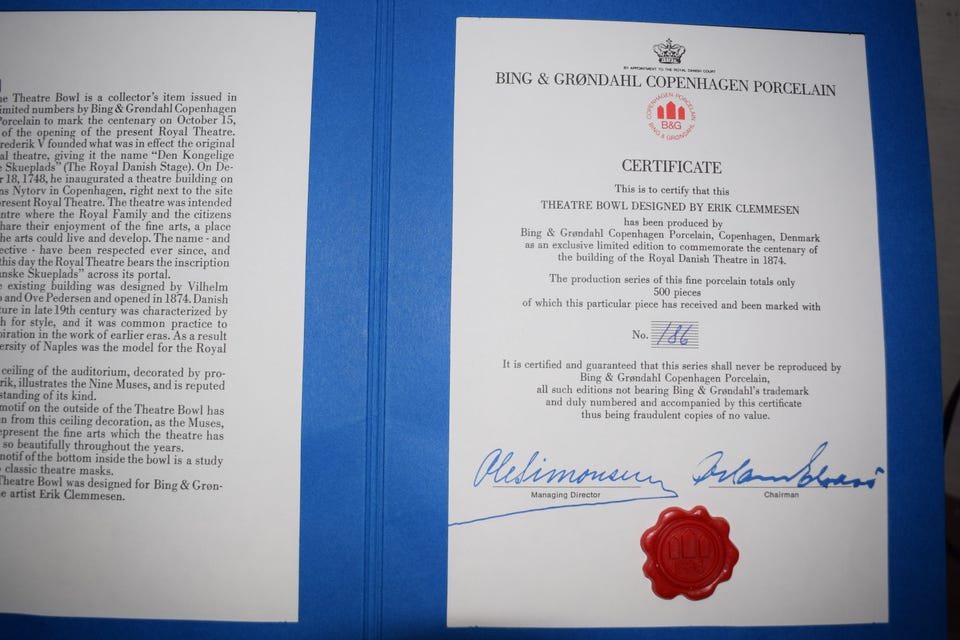 he Theatre Bowl is a collector's item issued in
imited numbers by Bing & Grøndahl Copenhagen
Porcelain to mark the centenary on October 15,
of the opening of the present Royal Theatre.
rederik V founded what was in effect the original
al theatre, giving it the name "Den Kongelige
e Skueplads" (The Royal Danish Stage). On De-
r 18, 1748, he inaugurated a theatre building on
ns Nytorv in Copenhagen, right next to the site
present Royal Theatre. The theatre was intended
ntre where the Royal Family and the citizens
hare their enjoyment of the fine arts, a place
he arts could live and develop. The name - and
ective - have been respected ever since, and
this day the Royal Theatre bears the inscription
anske Skueplads" across its portal.
e existing building was designed by Vilhelm
p and Ove Pedersen and opened in 1874. Danish
ture in late 19th century was characterized by
h for style, and it was common practice to
piration in the work of earlier eras. As a result
ersity of Naples was the model for the Royal
ceiling of the auditorium, decorated by pro-
rik, illustrates the Nine Muses, and is reputed
standing of its kind.
motif on the outside of the Theatre Bowl has
en from this ceiling decoration, as the Muses,
epresent the fine arts which the theatre has
so beautifully throughout the years.
motif of the bottom inside the bowl is a study
classic theatre masks.
Theatre Bowl was designed for Bing & Grøn-
e artist Erik Clemmesen.
BY APPOINTMENT TO THE ROYAL DANISH COURT
BING & GRØNDAHL COPENHAGEN PORCELAIN
COPENHAGEN PORCELAIN
B&G
BING & GRØNDAHL
CERTIFICATE
This is to certify that this
THEATRE BOWL DESIGNED BY ERIK CLEMMESEN
has been produced by
Bing & Grøndahl Copenhagen Porcelain, Copenhagen, Denmark
as an exclusive limited edition to commemorate the centenary of
the building of the Royal Danish Theatre in 1874.
The production series of this fine porcelain totals only
500 pieces
of which this particular piece has received and been marked with
No. 186
It is certified and guaranteed that this series shall never be reproduced by
Bing & Grøndahl Copenhagen Porcelain,
all such editions not bearing Bing & Grøndahl's trademark
and duly numbered and accompanied by this certificate
thus being fraudulent copies of no value.
Ole Simonsen
Managing Director
Chairman